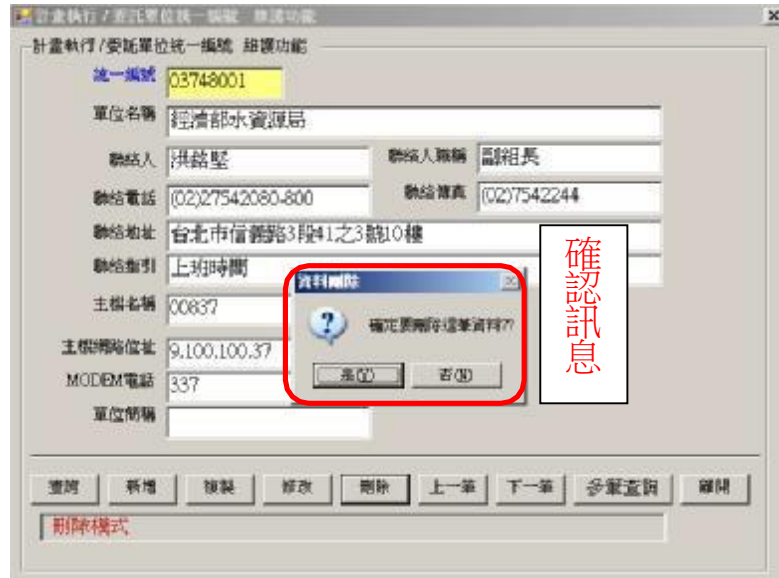 計畫執行 / 委託單位統一編號 維護功能
計畫執行/委託單位統一編號 維護功能
統一編號 03748001
單位名稱 經濟部水資源局
聯絡人 洪銘堅 聯絡人職稱 副組長
聯絡電話 (02)27542080-800 聯絡傳真 (02)7542244
聯絡地址 台北市信義路3段41之3號10樓
聯絡指引 上班時間
主機名稱 00837
主機網路位址 9.100.100.37
MODEM電話 337
單位簡稱
資料刪除
確定要刪除這筆資料??
是(Y) 否(N)
確認訊息
查詢 新增 複製 修改 刪除 上一筆 下一筆 多筆查詢 離開
刪除模式